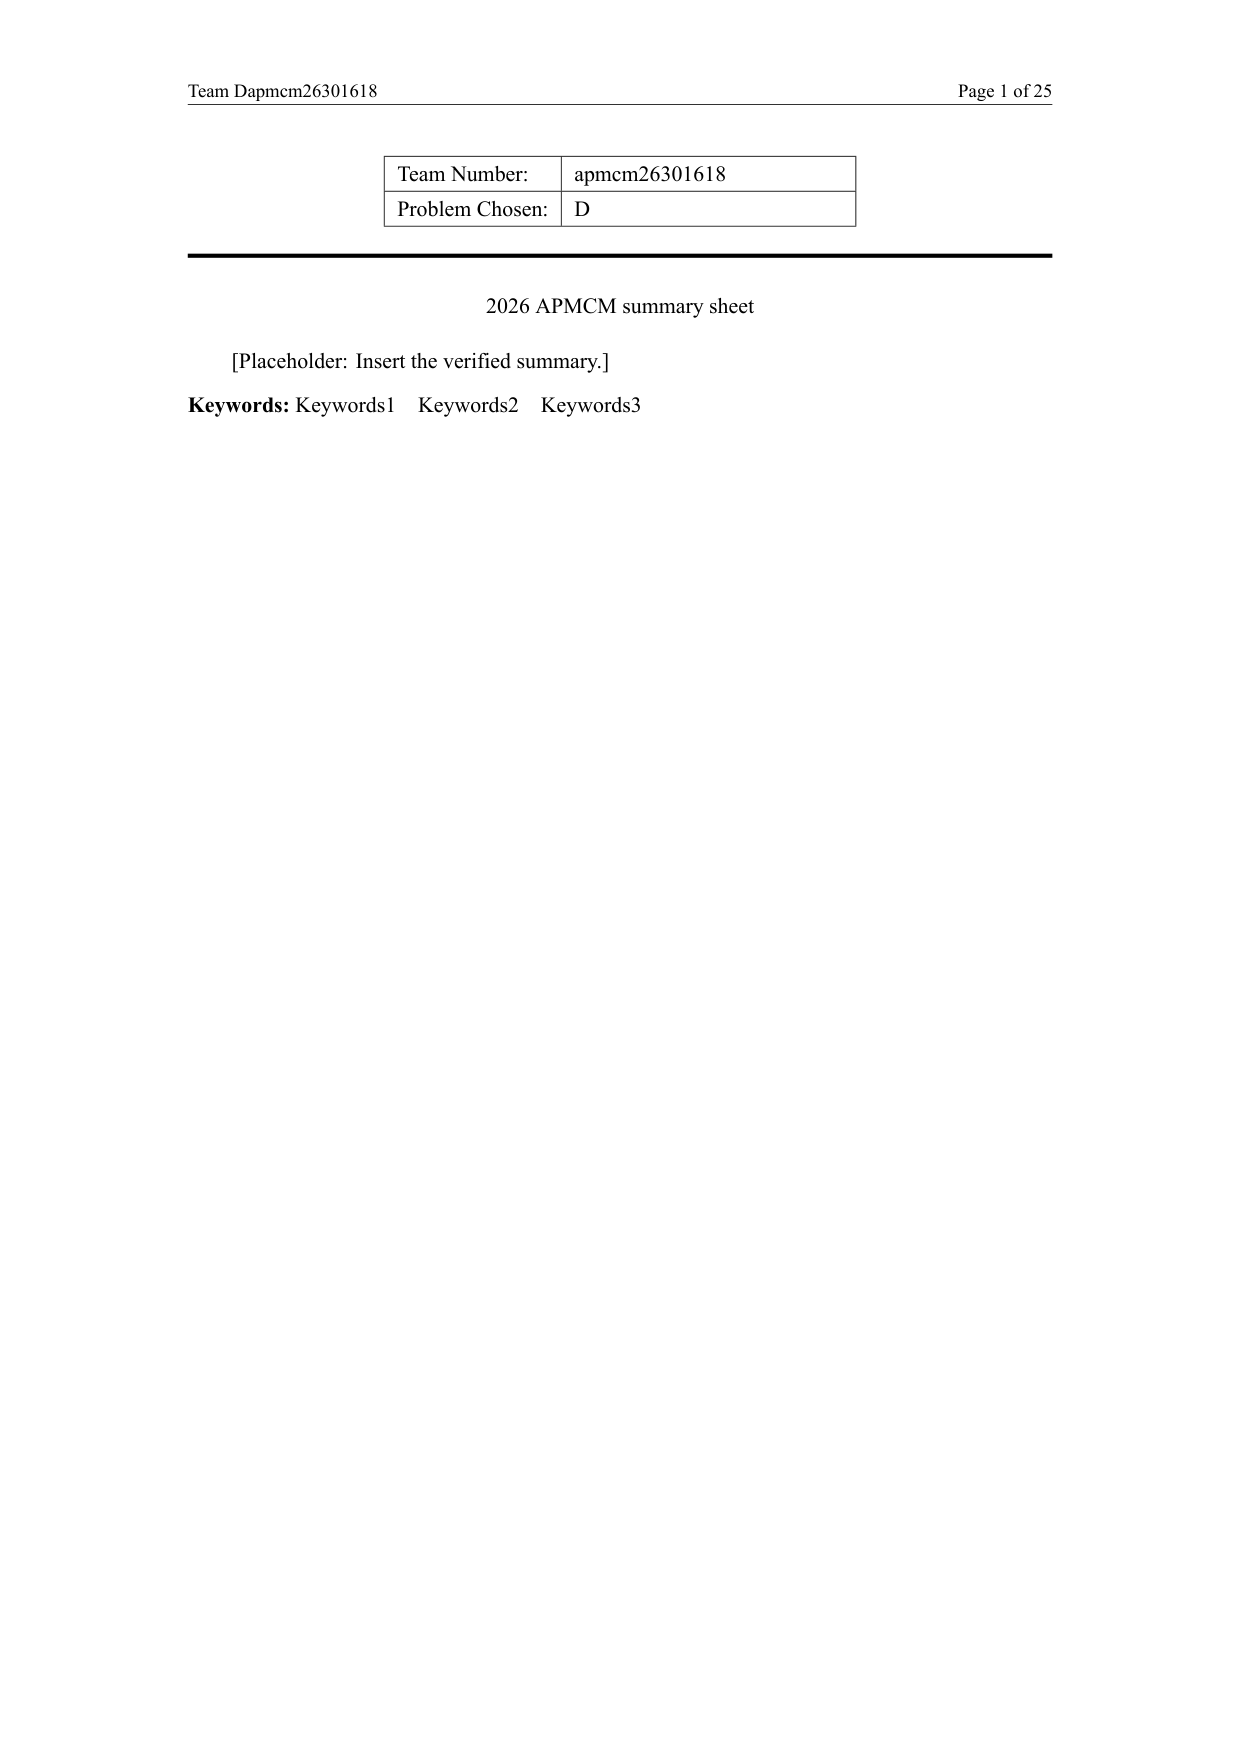 Team Dapmcm26301618 Page 1 of 25
Team Number: apmcm26301618
Problem Chosen: D
2026 APMCM summary sheet
[Placeholder: Insert the verified summary.]
Keywords: Keywords1 Keywords2 Keywords3